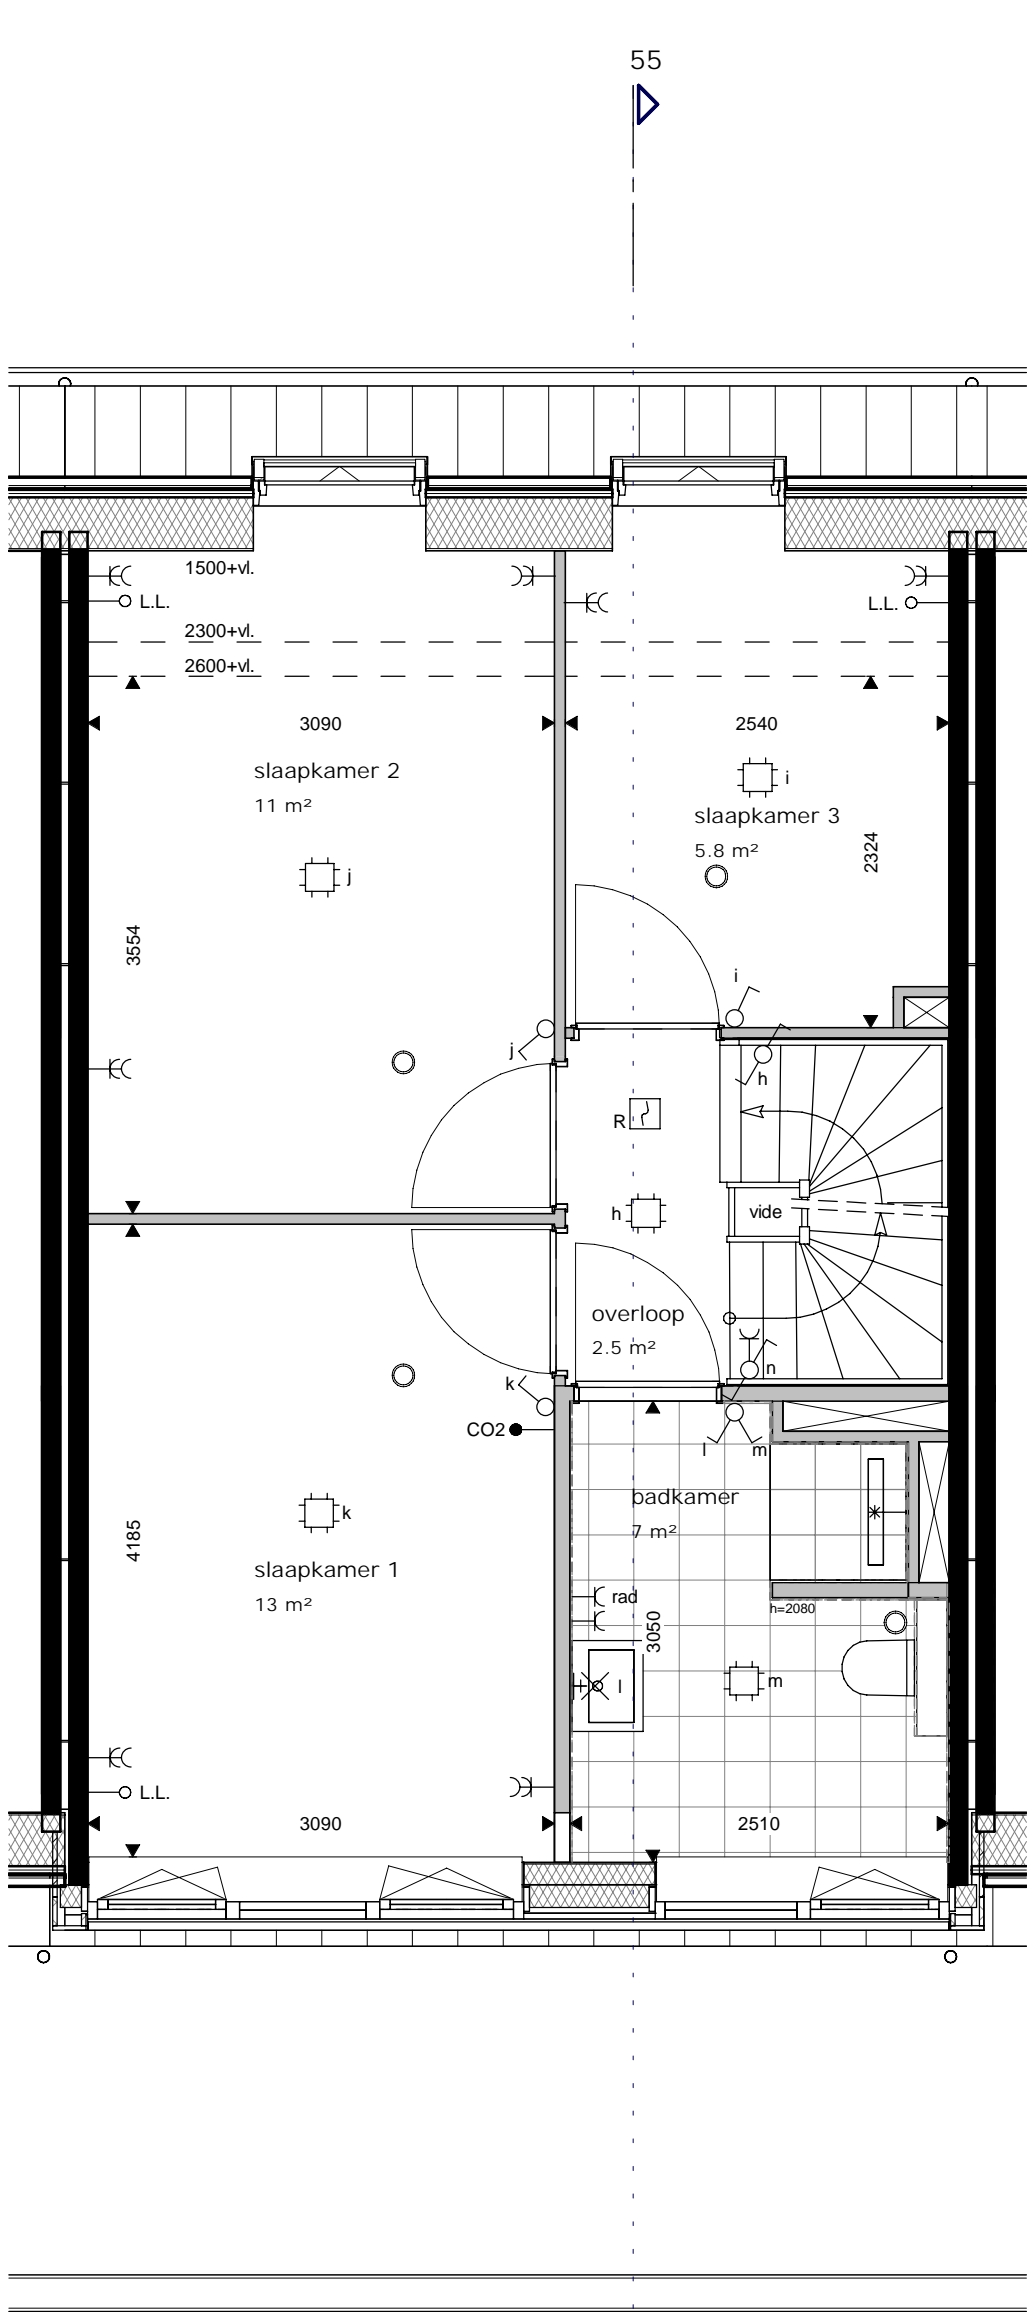 55
1500+vl.
L.L.
L.L.
2300+vl.
2600+vl.
3090
2540
slaapkamer 2
11 m²
i
slaapkamer 3
5.8 m²
2324
j
3554
i
j
h
R
h
vide
overloop
2.5 m²
n
k
CO2
l
m
badkamer
7 m²
k
4185
slaapkamer 1
13 m²
rad
h=2080
3050
l
m
L.L.
3090
2510